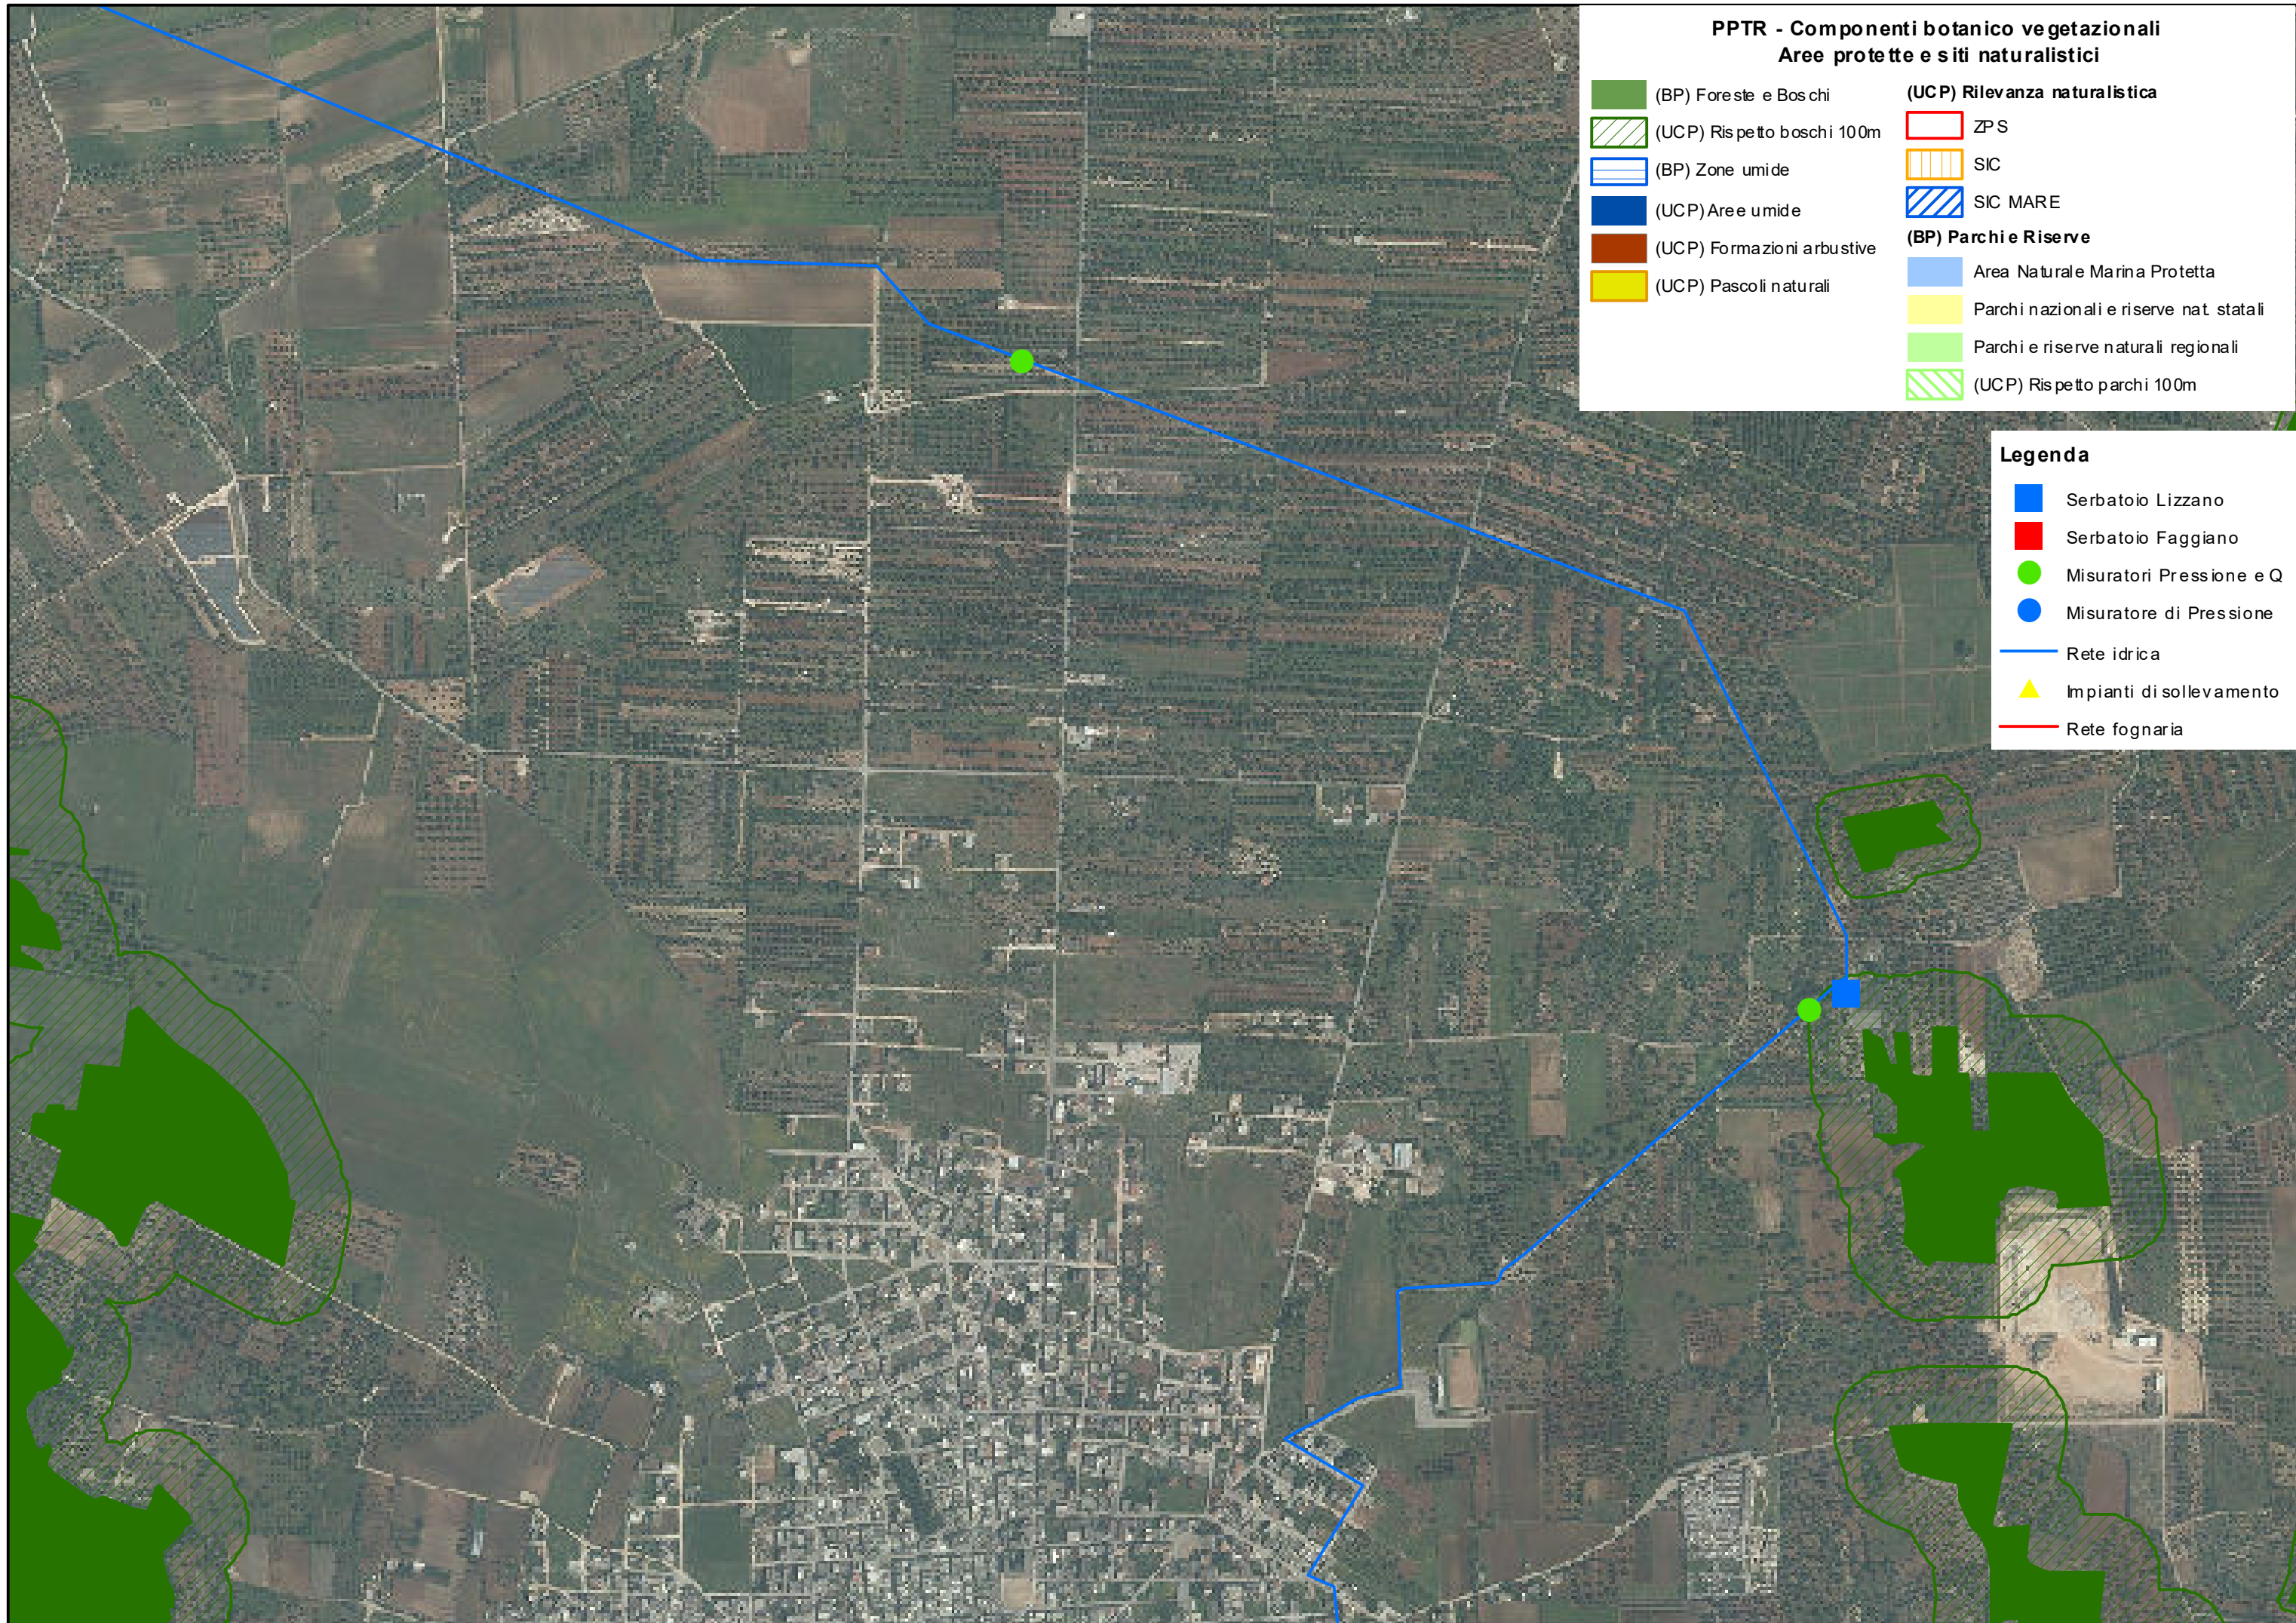 PPTR - Componenti botanico vegetazionali
Aree protette e siti naturalistici
(BP) Foreste e Boschi
(UCP) Rispetto boschi 100m
(BP) Zone umide
(UCP) Aree umide
(UCP) Formazioni arbustive
(UCP) Pascoli naturali
(UCP) Rilevanza naturalistica
ZPS
SIC
SIC MARE
(BP) Parchi e Riserve
Area Naturale Marina Protetta
Parchi nazionali e riserve nat. statali
Parchi e riserve naturali regionali
(UCP) Rispetto parchi 100m
Legenda
Serbatoio Lizzano
Serbatoio Faggiano
Misuratori Pressione e Q
Misuratore di Pressione
Rete idrica
Impianti di sollevamento
Rete fognaria